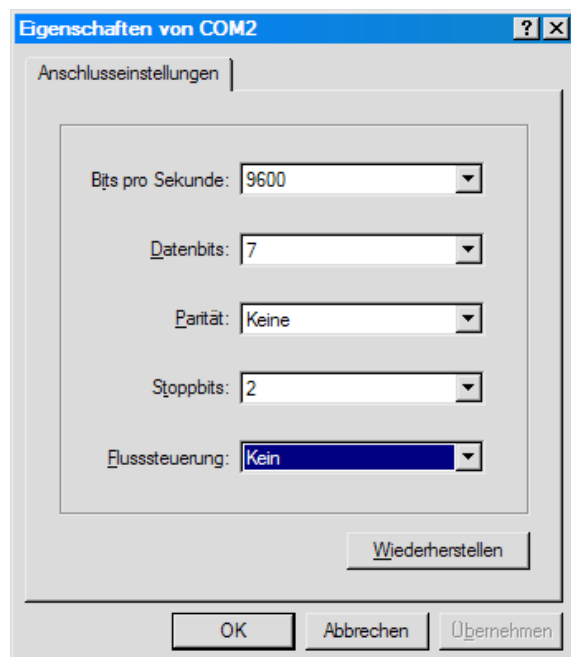 Eigenschaften von COM2
Anschlusseinstellungen
Bits pro Sekunde: 9600
Datenbits: 7
Parität: Keine
Stoppbits: 2
Flusssteuerung: Kein
Wiederherstellen
OK Abbrechen Übernehmen